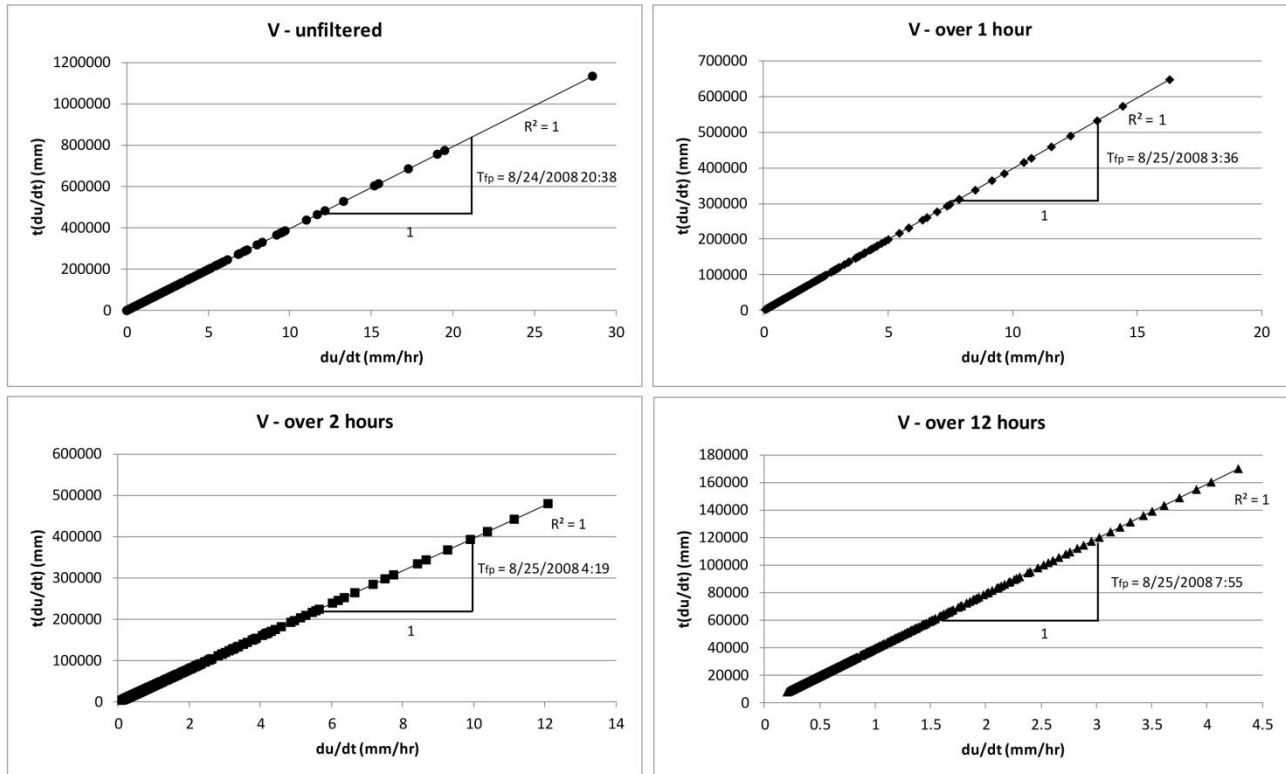 V - unfiltered
t(du/dt) (mm)
1200000
1000000
800000
600000
400000
200000
0
R² = 1
Tfp = 8/24/2008 20:38
1
0 5 10 15 20 25 30
du/dt (mm/hr)
V - over 1 hour
t(du/dt) (mm)
700000
600000
500000
400000
300000
200000
100000
0
R² = 1
Tfp = 8/25/2008 3:36
1
0 5 10 15 20
du/dt (mm/hr)
V - over 2 hours
t(du/dt) (mm)
600000
500000
400000
300000
200000
100000
0
R² = 1
Tfp = 8/25/2008 4:19
1
0 2 4 6 8 10 12 14
du/dt (mm/hr)
V - over 12 hours
t(du/dt) (mm)
180000
160000
140000
120000
100000
80000
60000
40000
20000
0
R² = 1
Tfp = 8/25/2008 7:55
1
0 0.5 1 1.5 2 2.5 3 3.5 4 4.5
du/dt (mm/hr)